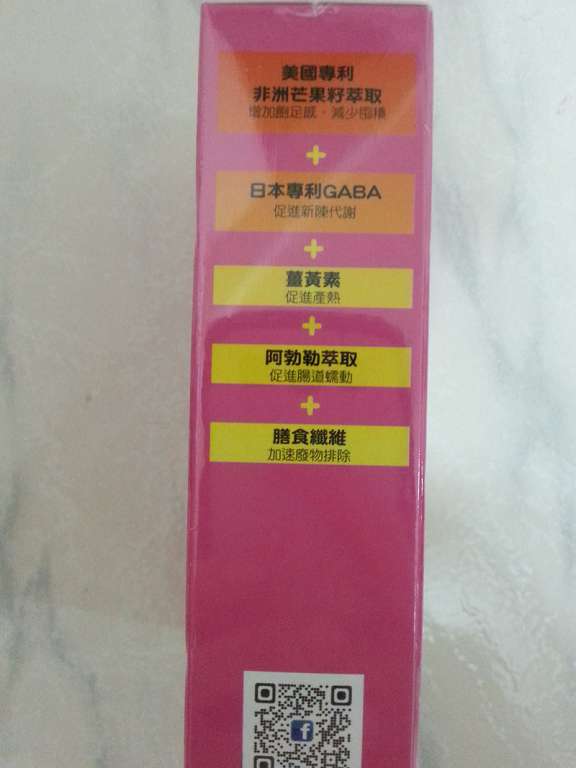 美國專利
非洲芒果籽萃取
增加飽足感，減少脂積
+
日本專利GABA
促進新陳代謝
+
薑黃素
促進產熱
+
阿勃勒萃取
促進腸道蠕動
+
膳食纖維
加速廢物排除
f